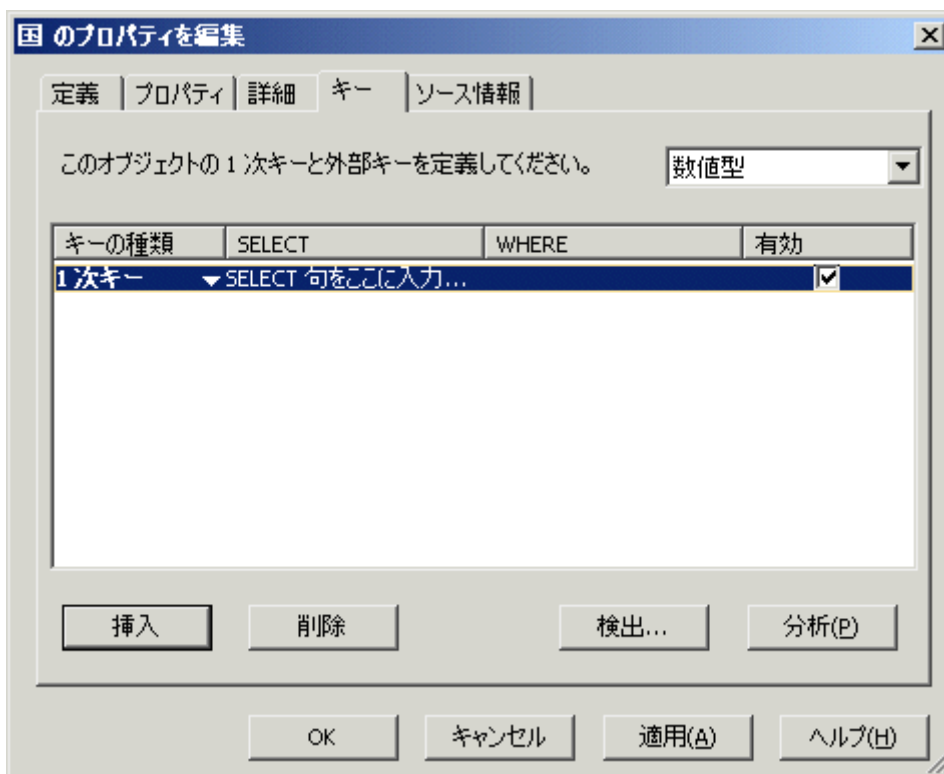 国 のプロパティを編集
定義 プロパティ 詳細 キー ソース情報
このオブジェクトの 1 次キーと外部キーを定義してください。 数値型
キーの種類 SELECT WHERE 有効
1 次キー SELECT 句をここに入力...
挿入 削除 検出... 分析(P)
OK キャンセル 適用(A) ヘルプ(H)